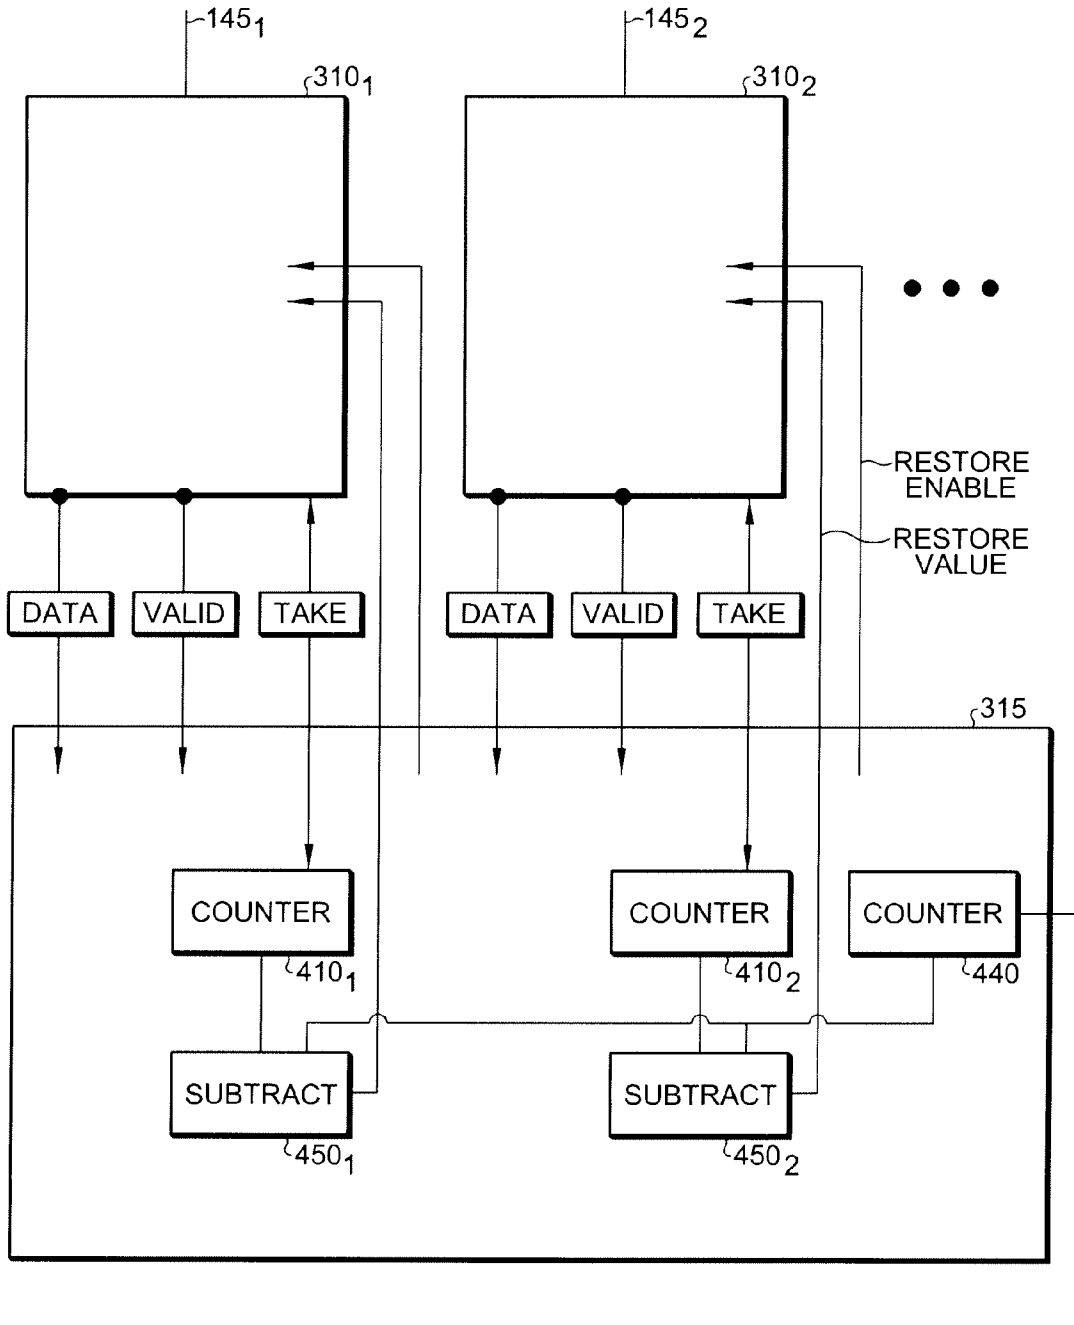 145₁
145₂
310₁
310₂
RESTORE
ENABLE
RESTORE
VALUE
DATA
VALID
TAKE
DATA
VALID
TAKE
315
COUNTER
COUNTER
COUNTER
410₁
410₂
440
SUBTRACT
SUBTRACT
450₁
450₂